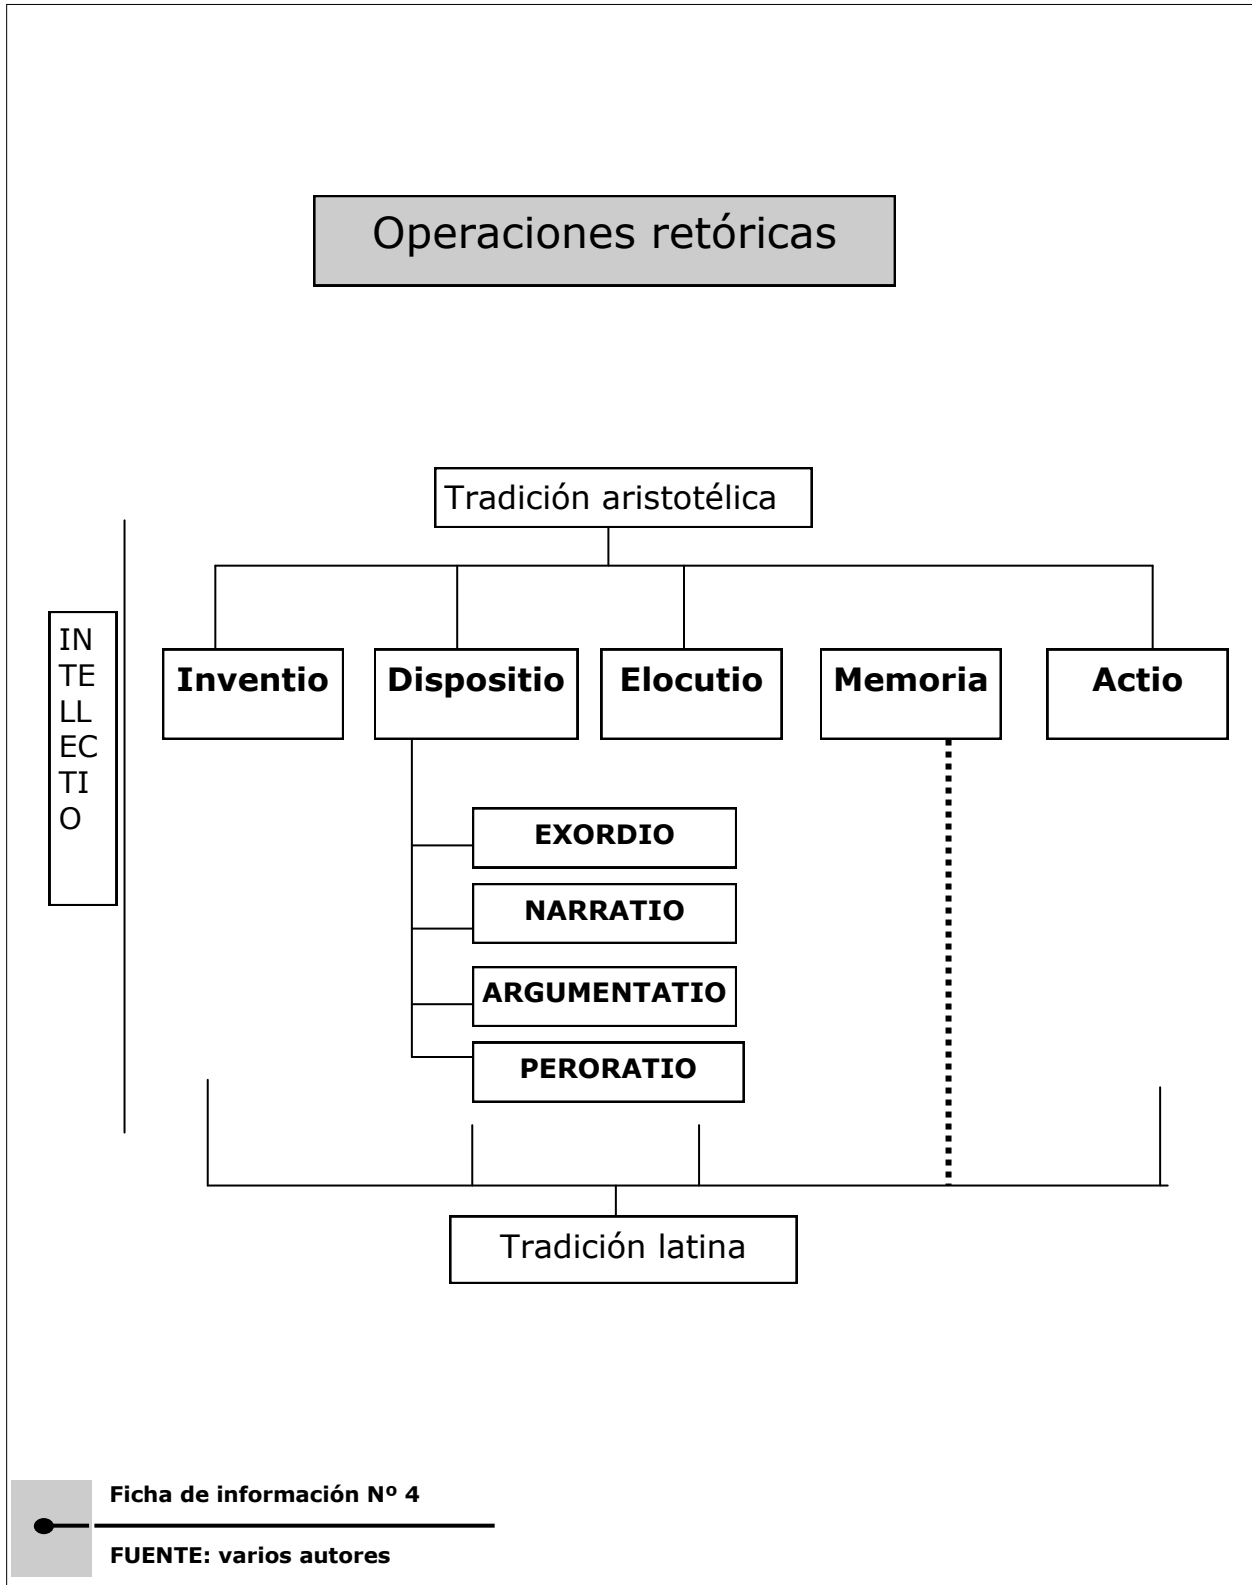 Operaciones retóricas
Tradición aristotélica
IN
TE
LL
EC
TI
O
Inventio
Dispositio
Elocutio
Memoria
Actio
EXORDIO
NARRATIO
ARGUMENTATIO
PERORATIO
Tradición latina
Ficha de información Nº 4
FUENTE: varios autores